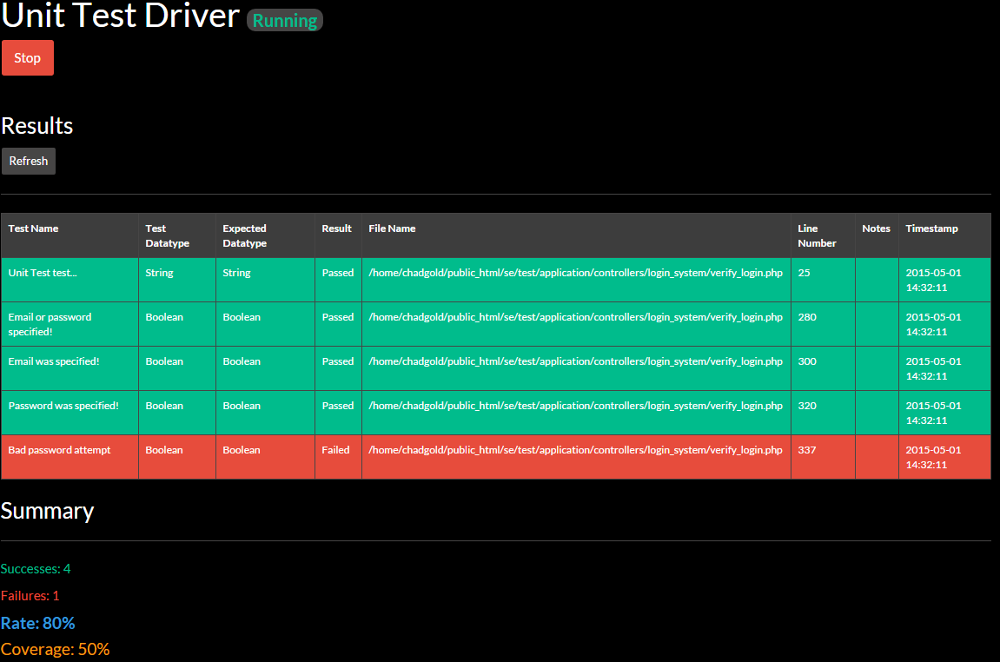 Unit Test Driver Running
Stop
Results
Refresh
Test Name Test Datatype Expected Datatype Result File Name Line Number Notes Timestamp
Unit Test test... String String Passed /home/chadgold/public_html/se/test/application/controllers/login_system/verify_login.php 25 2015-05-01 14:32:11
Email or password specified! Boolean Boolean Passed /home/chadgold/public_html/se/test/application/controllers/login_system/verify_login.php 280 2015-05-01 14:32:11
Email was specified! Boolean Boolean Passed /home/chadgold/public_html/se/test/application/controllers/login_system/verify_login.php 300 2015-05-01 14:32:11
Password was specified! Boolean Boolean Passed /home/chadgold/public_html/se/test/application/controllers/login_system/verify_login.php 320 2015-05-01 14:32:11
Bad password attempt Boolean Boolean Failed /home/chadgold/public_html/se/test/application/controllers/login_system/verify_login.php 337 2015-05-01 14:32:11
Summary
Successes: 4
Failures: 1
Rate: 80%
Coverage: 50%